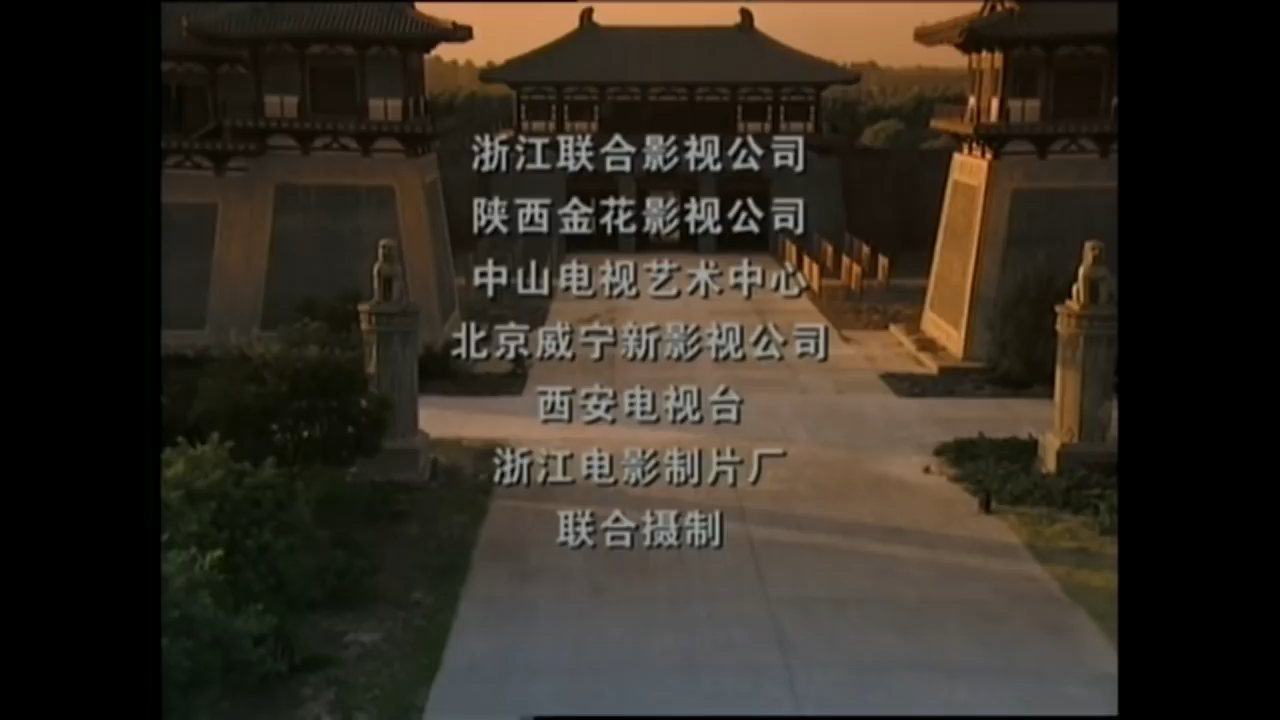 浙江联合影视公司
陕西金花影视公司
中山电视艺术中心
北京威宁新影视公司
西安电视台
浙江电影制片厂
联合摄制